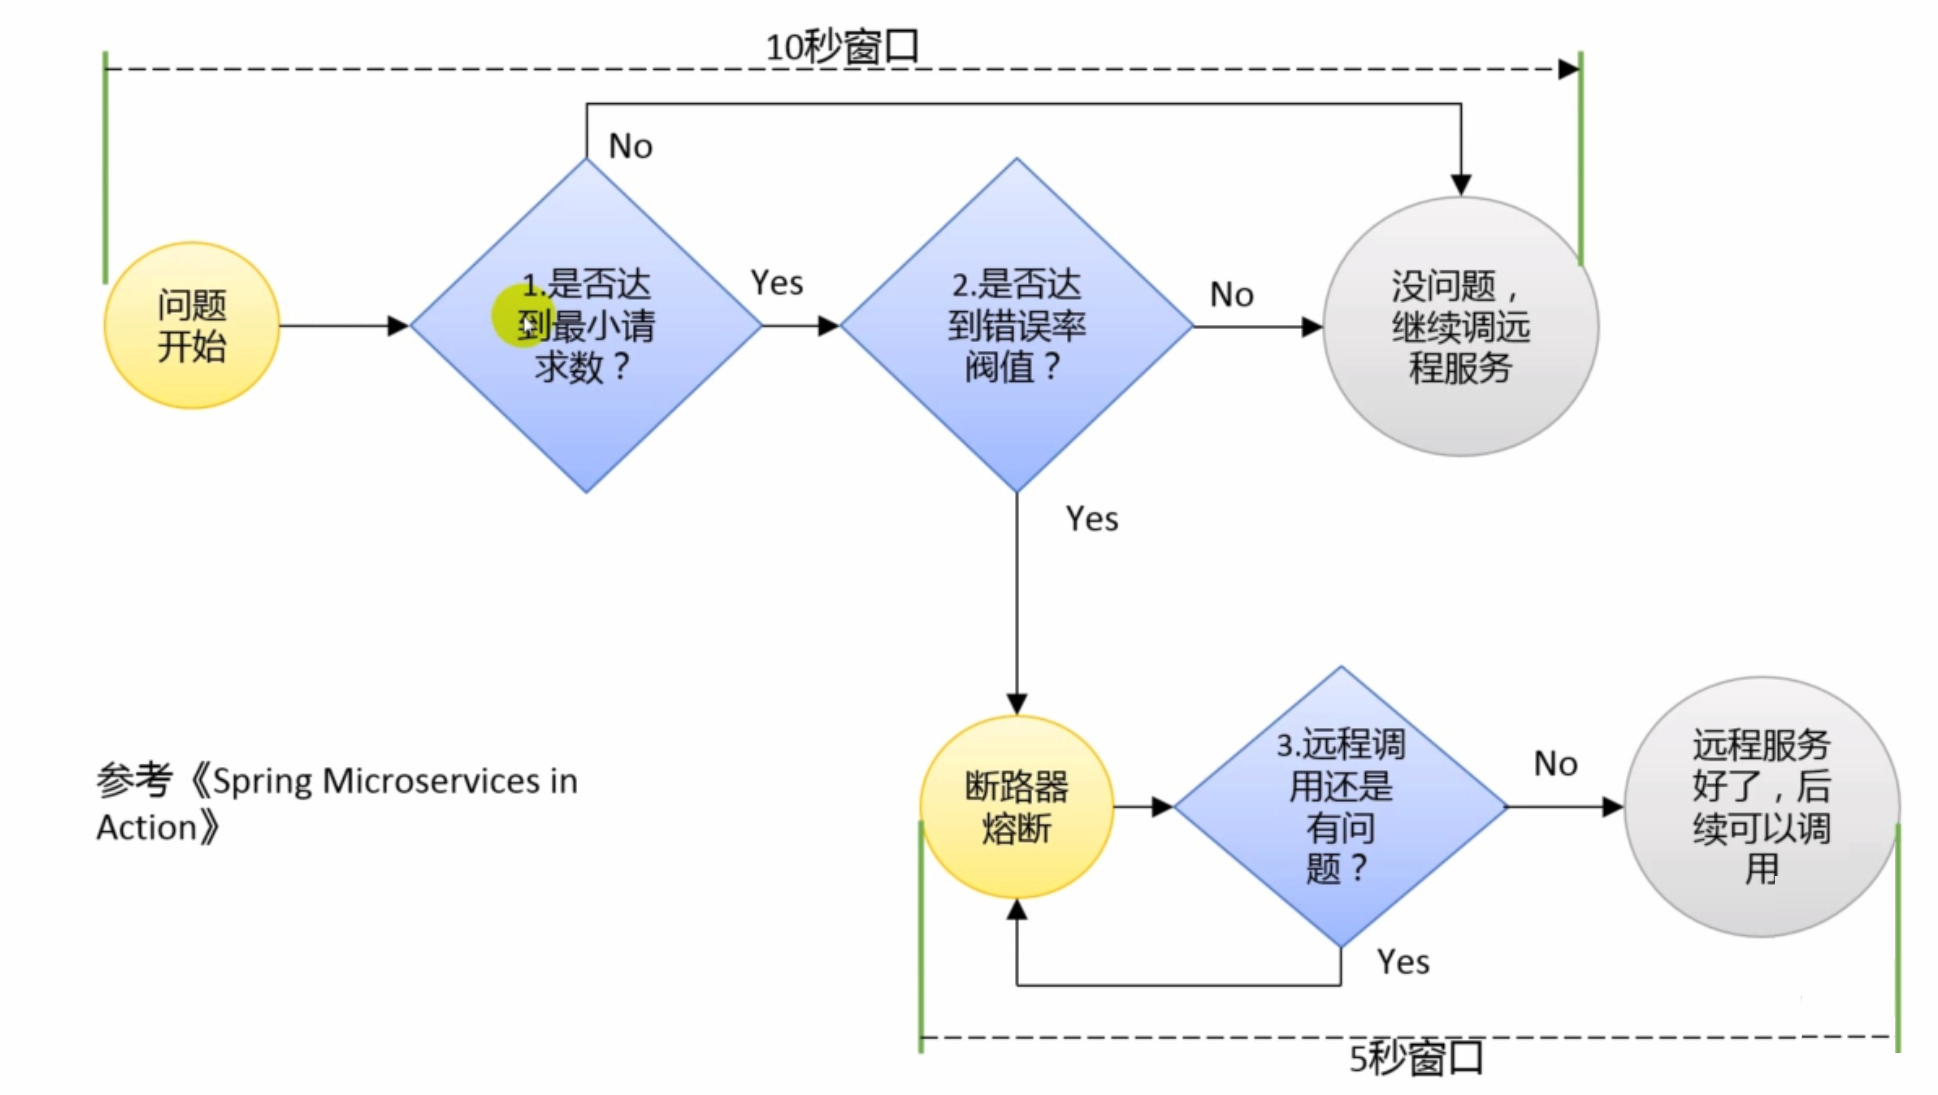 10秒窗口
No
问题
开始
1.是否达
到最小请
求数？
Yes
2.是否达
到错误率
阀值？
No
没问题，
继续调远
程服务
Yes
断路器
熔断
3.远程调
用还是
有问
题？
No
远程服务
好了，后
续可以调
用
Yes
5秒窗口
参考《Spring Microservices in
Action》